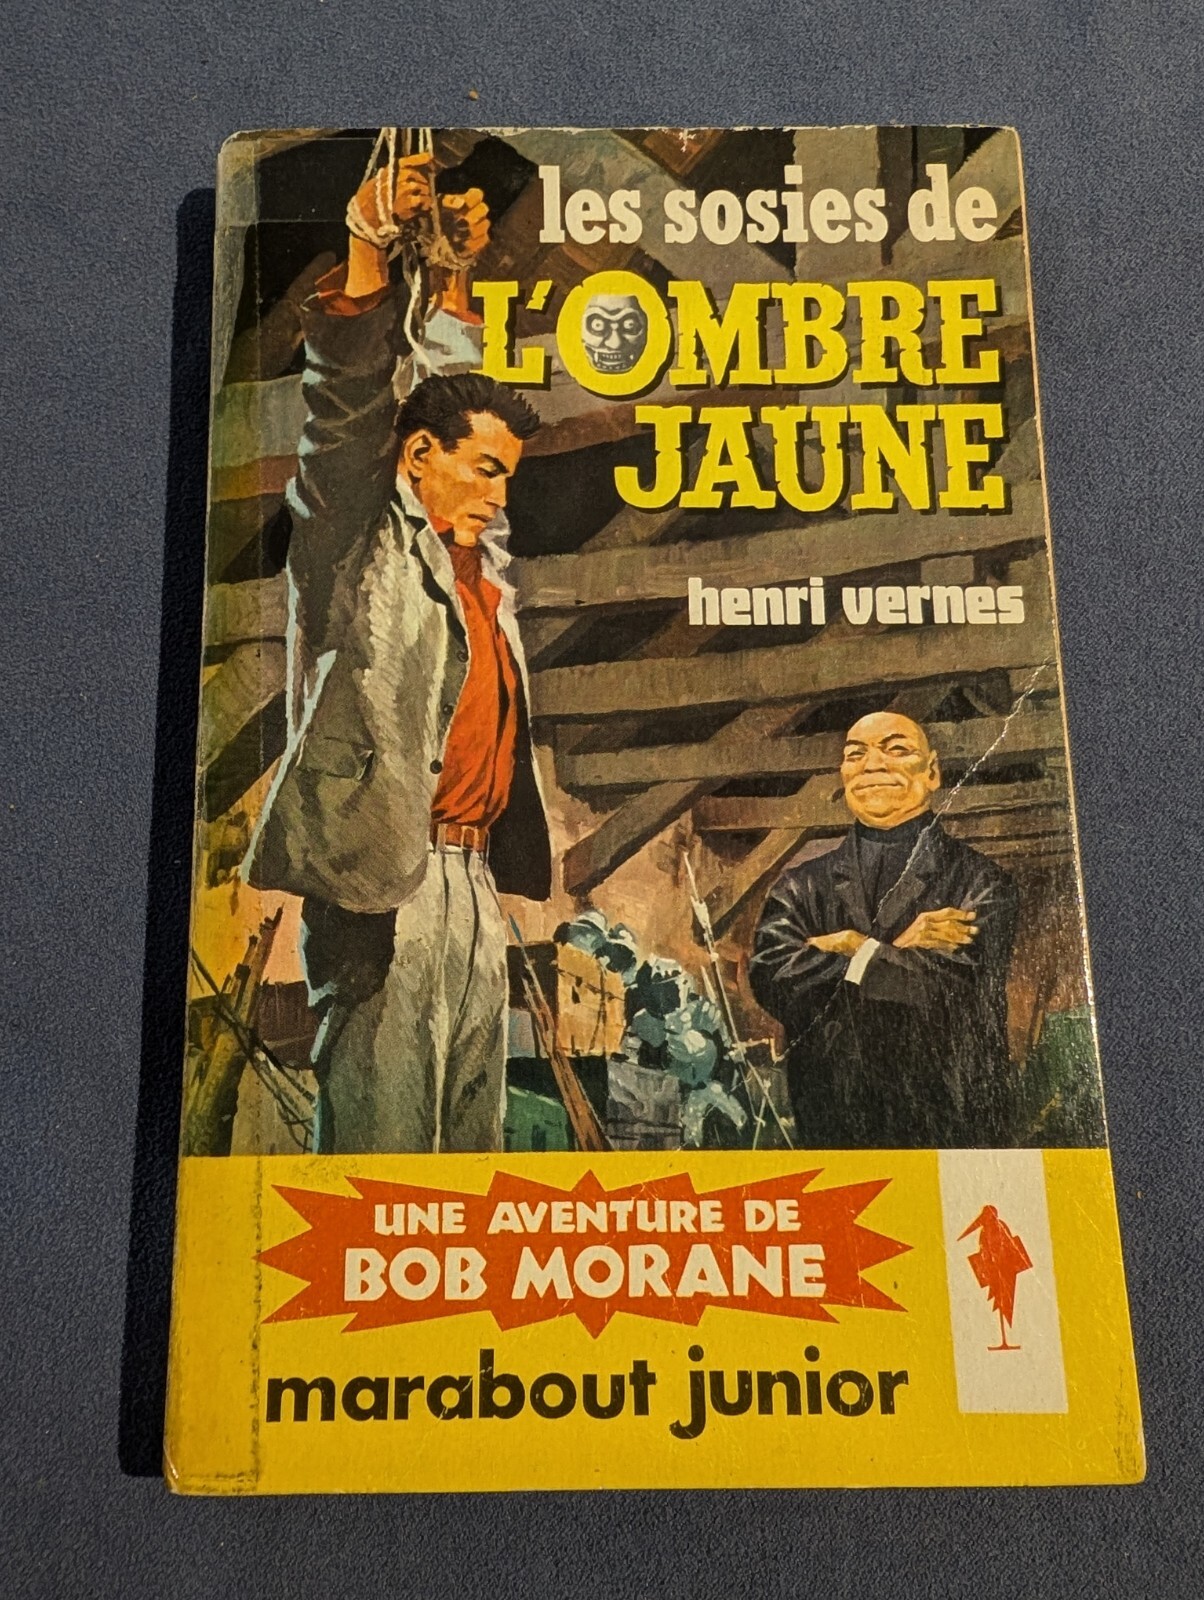 les sosies de
L'OMBRE
JAUNE
henri vernes
UNE AVENTURE DE
BOB MORANE
marabout junior